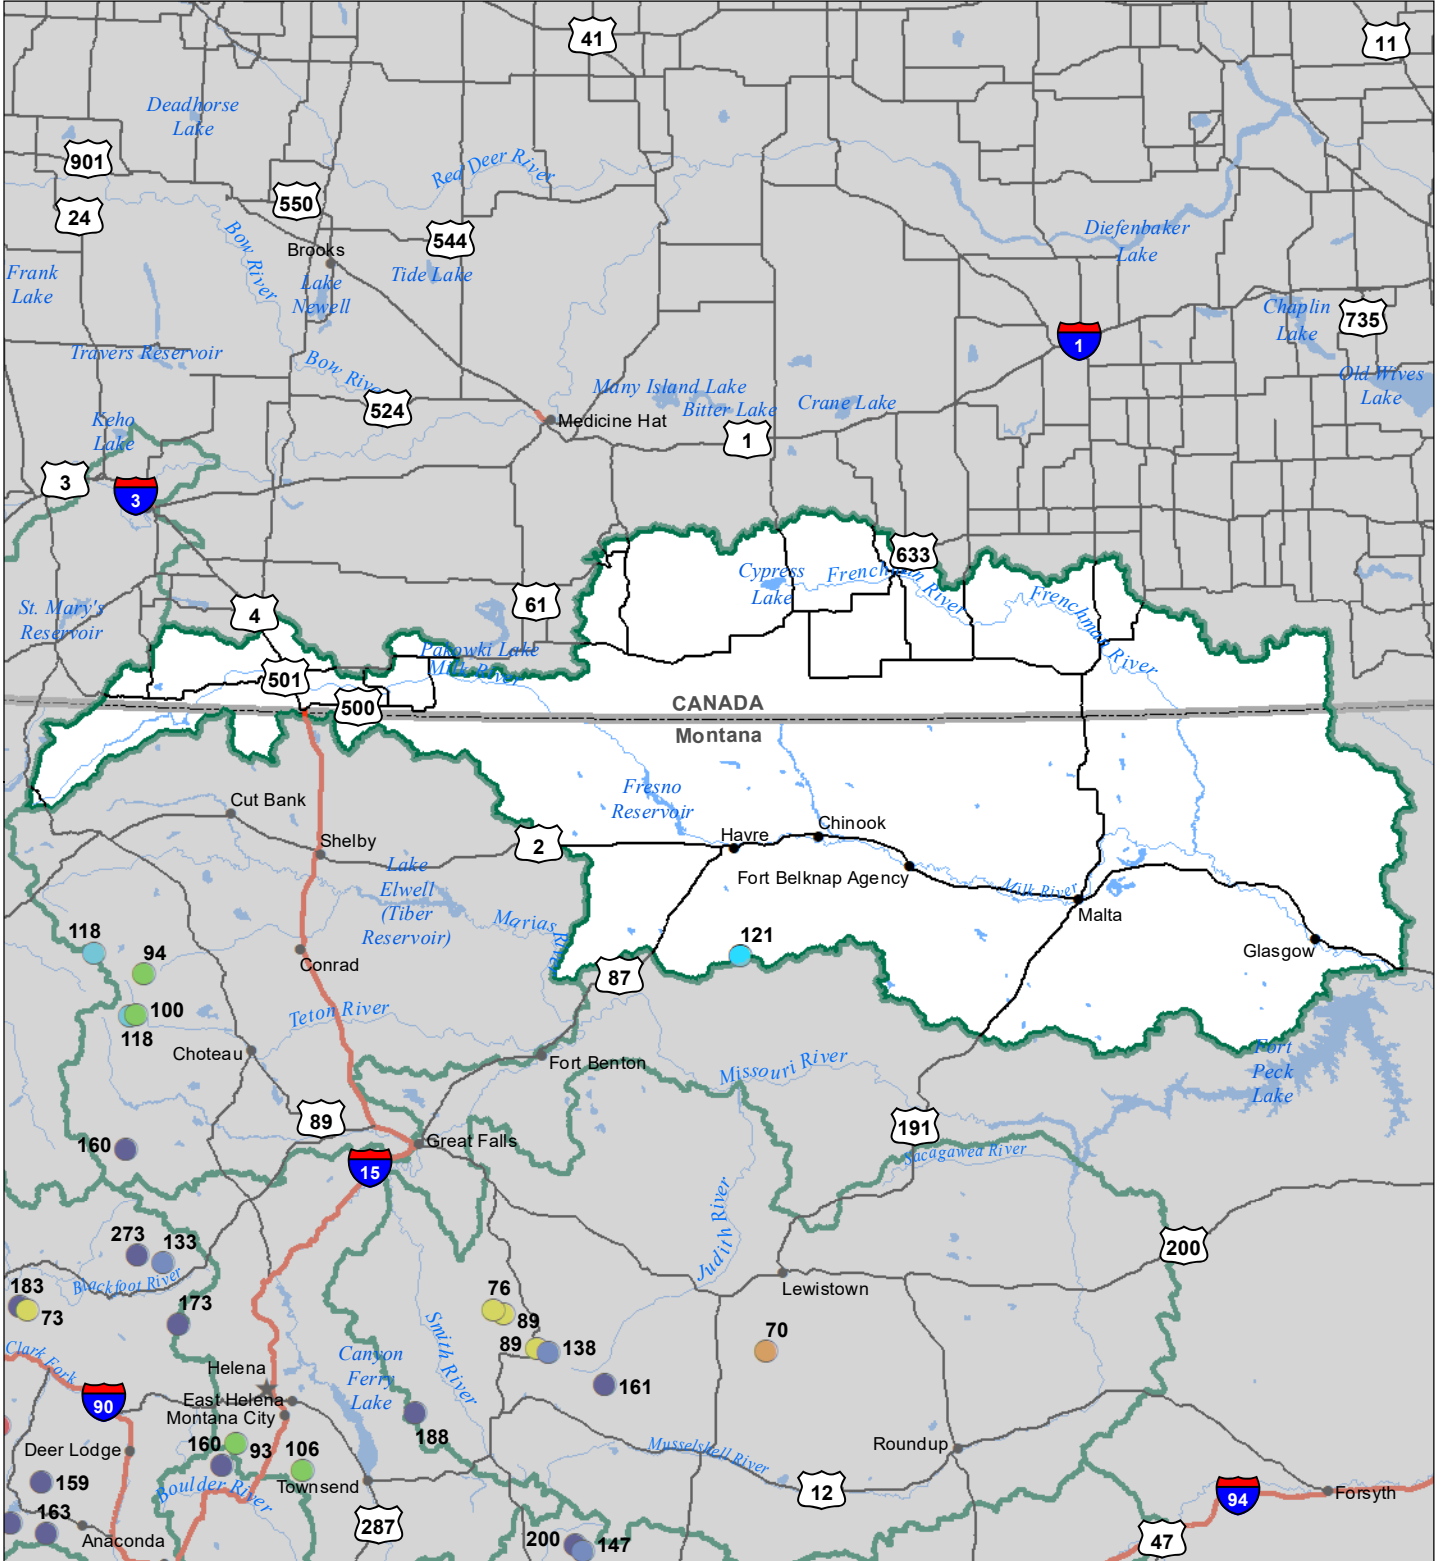 41
11
Deadhorse
Lake
901
Red Deer River
550
24
544
Bow River
Diefenbaker
Lake
Brooks
Frank
Lake
Tide Lake
Lake
Newell
Chaplin
Lake
735
1
Travers Reservoir
Bow River
Old Wives
Lake
Many Island Lake
524
Bitter Lake
Crane Lake
Keho
Lake
Medicine Hat
1
3
3
633
Cypress
Lake
Frenchman River
61
Frenchman River
St. Mary's
Reservoir
4
Pakowki Lake
Milk River
501
500
CANADA
Montana
Fresno
Reservoir
Cut Bank
Chinook
Havre
Shelby
2
Lake
Elwell
(Tiber
Reservoir)
Fort Belknap Agency
Milk River
Malta
Marias River
118
94
121
Glasgow
Conrad
87
100
118
Teton River
Choteau
Fort Benton
Missouri River
Fort
Peck
Lake
89
191
Great Falls
160
Sacagawea River
15
Judith River
273
133
200
Blackfoot River
183
73
173
76
89
Lewistown
Smith River
70
89
138
Clark Fork
Canyon
Ferry
Lake
Helena
161
90
East Helena
Montana City
188
160
93
106
Deer Lodge
Roundup
Musselshell River
159
Boulder River
Townsend
12
94
Forsyth
163
Anaconda
287
200
147
47